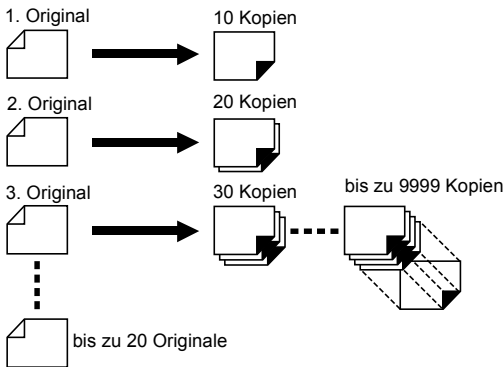 1. Original
10 Kopien
2. Original
20 Kopien
3. Original
30 Kopien
bis zu 9999 Kopien
bis zu 20 Originale